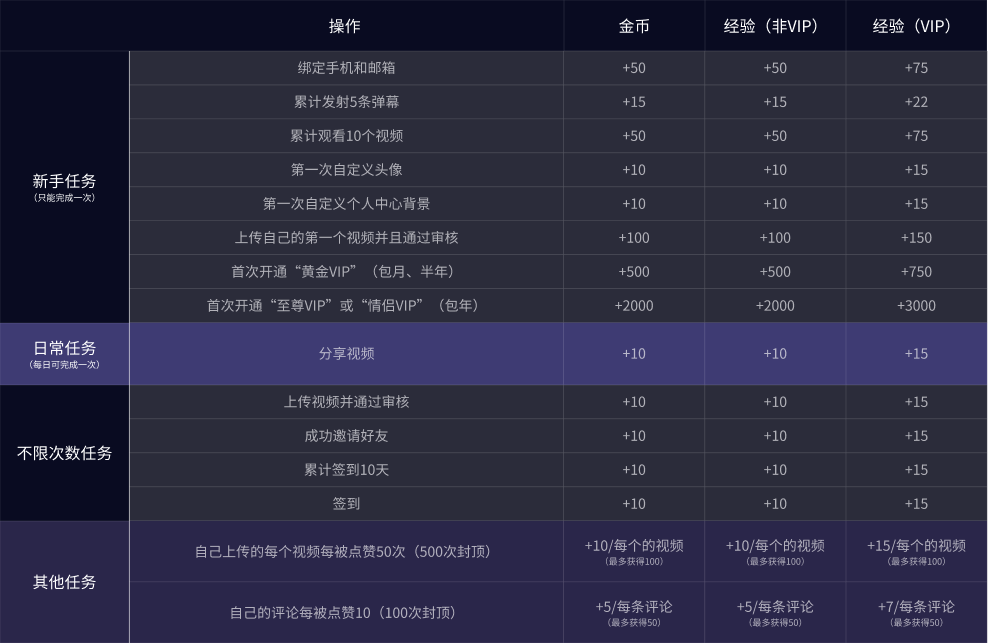 操作 金币 经验（非VIP） 经验（VIP）
新手任务
（只能完成一次）
绑定手机和邮箱 +50 +50 +75
累计发射5条弹幕 +15 +15 +22
累计观看10个视频 +50 +50 +75
第一次自定义头像 +10 +10 +15
第一次自定义个人中心背景 +10 +10 +15
上传自己的第一个视频并且通过审核 +100 +100 +150
首次开通“黄金VIP”（包月、半年） +500 +500 +750
首次开通“至尊VIP”或“情侣VIP”（包年） +2000 +2000 +3000
日常任务
（每日可完成一次）
分享视频 +10 +10 +15
不限次数任务
上传视频并通过审核 +10 +10 +15
成功邀请好友 +10 +10 +15
累计签到10天 +10 +10 +15
签到 +10 +10 +15
其他任务
自己上传的每个视频每被点赞50次（500次封顶） +10/每个的视频 +10/每个的视频 +15/每个的视频
（最多获得100） （最多获得100） （最多获得100）
自己的评论每被点赞10（100次封顶） +5/每条评论 +5/每条评论 +7/每条评论
（最多获得50） （最多获得50） （最多获得50）